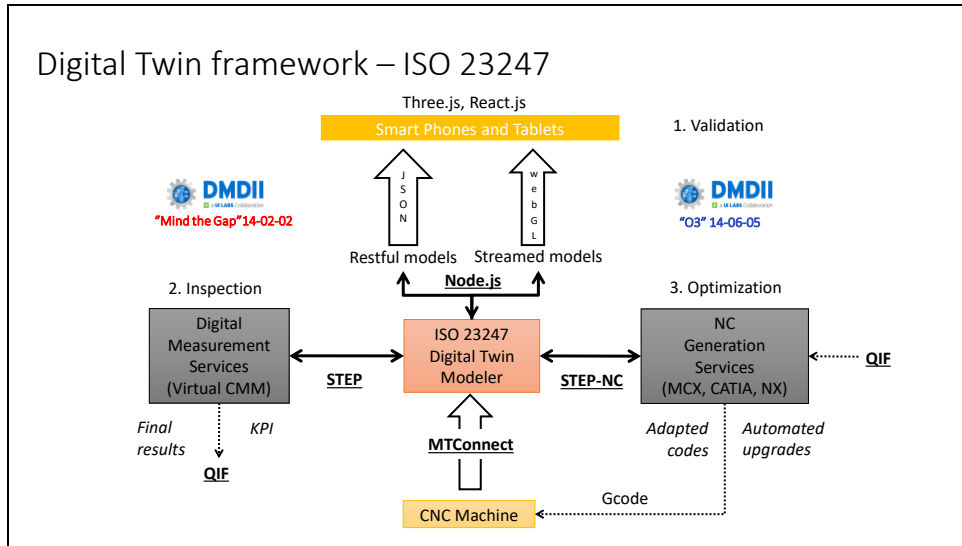 Digital Twin framework – ISO 23247
Three.js, React.js
Smart Phones and Tablets
1. Validation
JSON
webGL
DMDII
a UI LABS Collaboration
"Mind the Gap"14-02-02
DMDII
a UI LABS Collaboration
"O3" 14-06-05
Restful models
Streamed models
Node.js
2. Inspection
3. Optimization
Digital
Measurement
Services
(Virtual CMM)
STEP
ISO 23247
Digital Twin
Modeler
STEP-NC
NC
Generation
Services
(MCX, CATIA, NX)
QIF
Final
results
KPI
QIF
MTConnect
Adapted
codes
Automated
upgrades
Gcode
CNC Machine